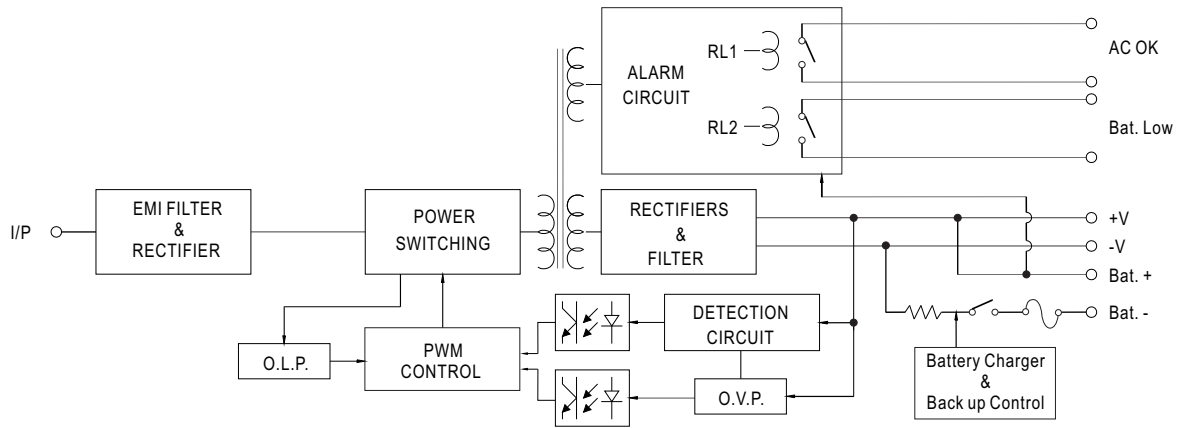 ALARM
CIRCUIT
RL1
RL2
AC OK
Bat. Low
I/P
EMI FILTER
&
RECTIFIER
POWER
SWITCHING
RECTIFIERS
&
FILTER
+V
-V
Bat. +
Bat. -
O.L.P.
PWM
CONTROL
DETECTION
CIRCUIT
O.V.P.
Battery Charger
&
Back up Control